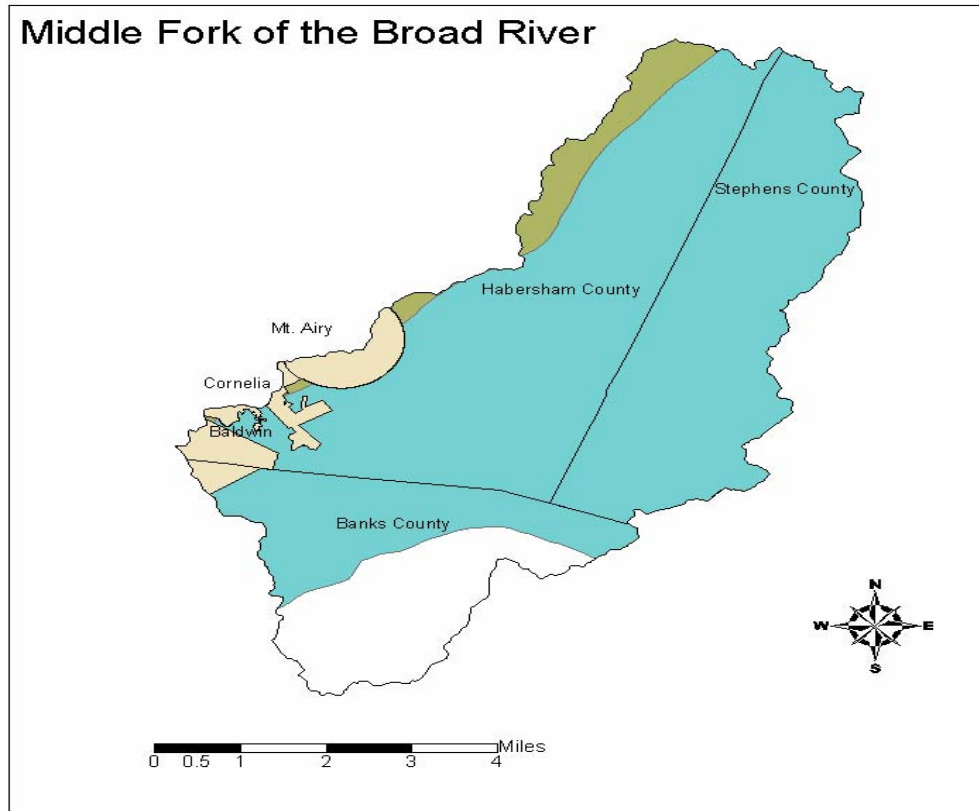 Middle Fork of the Broad River
Stephens County
Habersham County
Mt. Airy
Cornelia
Baldwin
Banks County
N
W E
S
Miles
0 0.5 1 2 3 4